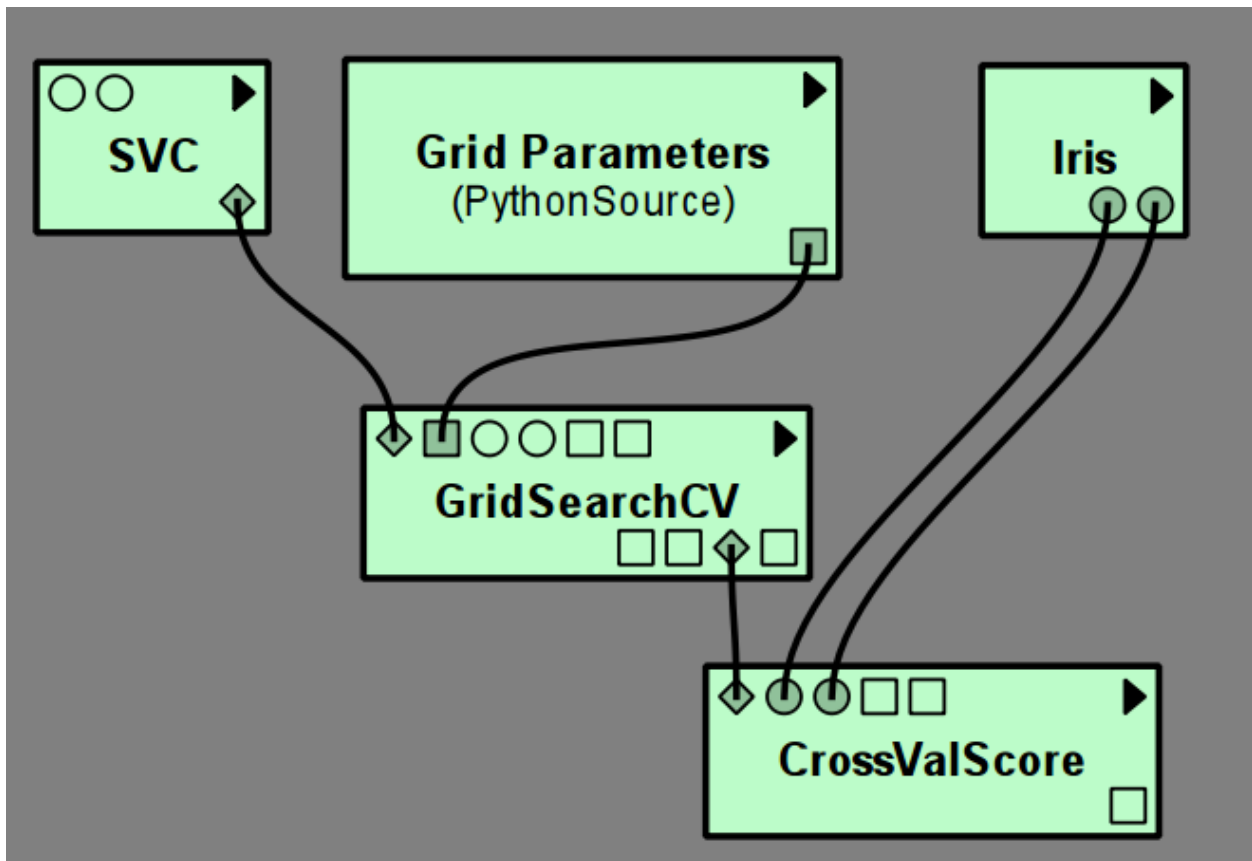 SVC
Grid Parameters
(PythonSource)
Iris
GridSearchCV
CrossValScore